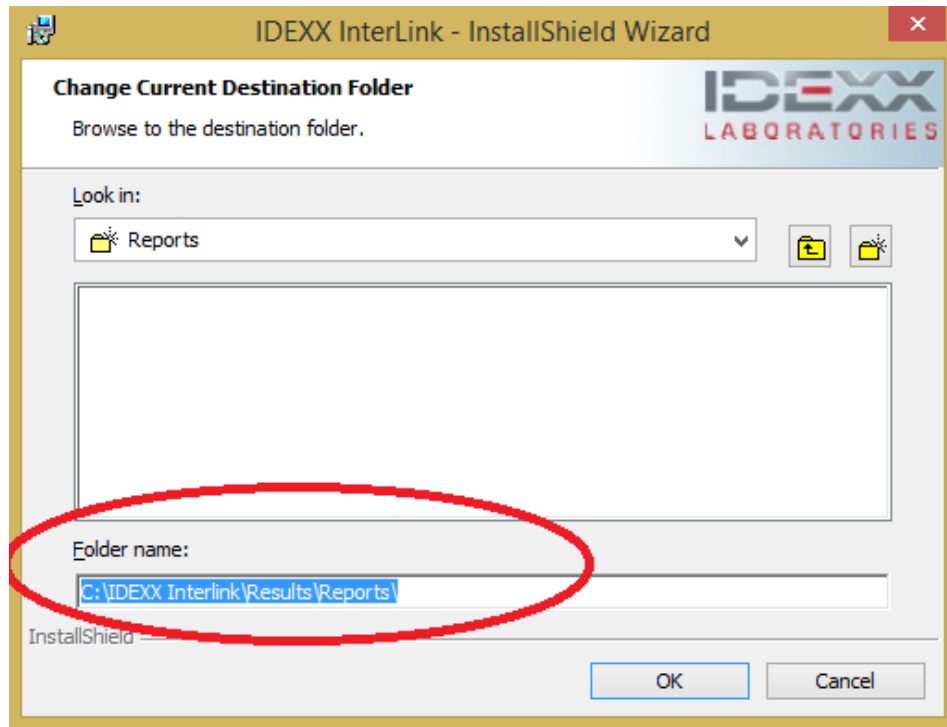 IDEXX InterLink - InstallShield Wizard
Change Current Destination Folder
Browse to the destination folder.
IDEXX
LABORATORIES
Look in:
Reports
Folder name:
C:\IDEXX Interlink\Results\Reports\
InstallShield
OK
Cancel